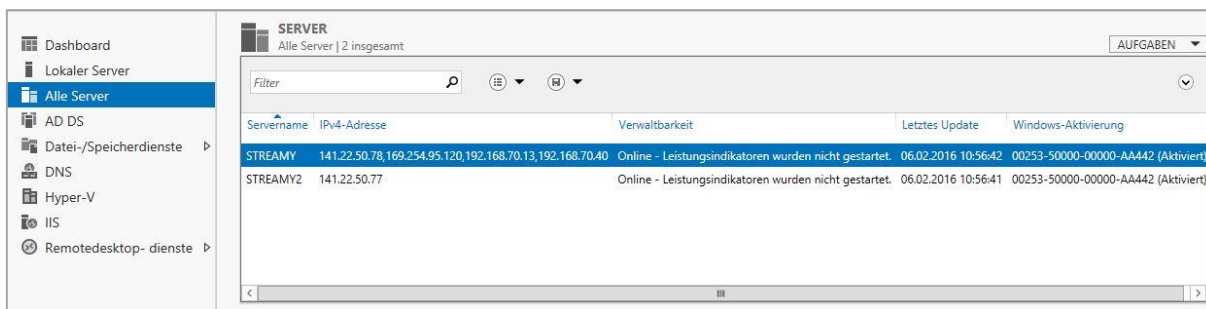 Dashboard
Lokaler Server
Alle Server
AD DS
Datei-/Speicherdienste
DNS
Hyper-V
IIS
Remotedesktop- dienste
SERVER
Alle Server | 2 insgesamt
AUFGABEN
Filter
Servername IPv4-Adresse Verwaltbarkeit Letztes Update Windows-Aktivierung
STREAMY 141.22.50.78,169.254.95.120,192.168.70.13,192.168.70.40 Online - Leistungsindikatoren wurden nicht gestartet. 06.02.2016 10:56:42 00253-50000-00000-AA442 (Aktiviert)
STREAMY2 141.22.50.77 Online - Leistungsindikatoren wurden nicht gestartet. 06.02.2016 10:56:41 00253-50000-00000-AA442 (Aktiviert)